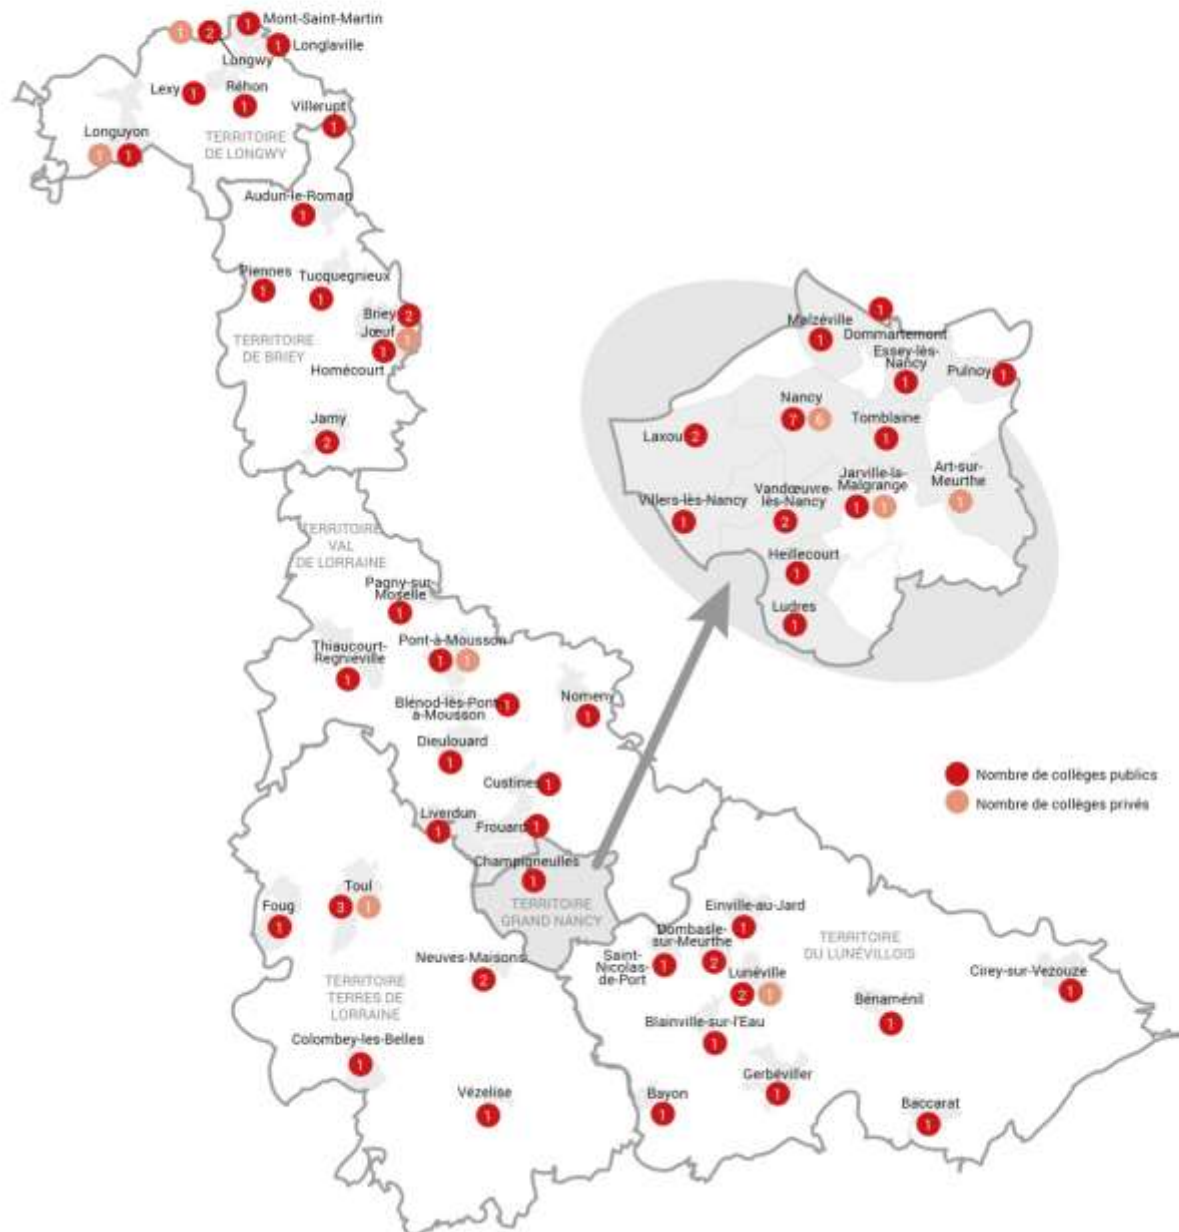 Mont-Saint-Martin
1
1
2
Longlaville
1
Longwy
Lexy
1
Réhon
1
Villerupt
1
Longuyon
1
1
TERRITOIRE
DE LONGWY
Audun-le-Roman
1
Piennes
1
Tucquegnieux
1
Briey
2
Jœuf
1
TERRITOIRE
DE BRIEY
1
Homécourt
Jarny
2
TERRITOIRE
VAL
DE LORRAINE
Pagny-sur-
Moselle
1
Thiaucourt-
Regniéville
1
Pont-à-Mousson
1
1
Blénod-lès-Pont-
à-Mousson
1
Nomeny
1
Dieulouard
1
Custines
1
Liverdun
1
Frouard
1
Champigneulles
1
TERRITOIRE
GRAND NANCY
Foug
1
Toul
3
1
Neuves-Maisons
2
TERRITOIRE
TERRES DE
LORRAINE
Colombey-les-Belles
1
Vézelise
1
Einville-au-Jard
1
Dombasle-
sur-Meurthe
2
Saint-
Nicolas-
de-Port
1
Lunéville
2
1
TERRITOIRE
DU LUNÉVILLOIS
Cirey-sur-Vezouze
1
Bénaménil
1
Blainville-sur-l'Eau
1
Gerbéviller
1
Bayon
1
Baccarat
1
1
Malzéville
1
Dommartemont
Essey-lès-
Nancy
1
Pulnoy
1
Nancy
7
6
Tomblaine
1
Laxou
2
Jarville-la-
Malgrange
1
1
Art-sur-
Meurthe
1
Villers-lès-Nancy
1
Vandœuvre-
lès-Nancy
2
Heillecourt
1
Ludres
1
Nombre de collèges publics
Nombre de collèges privés